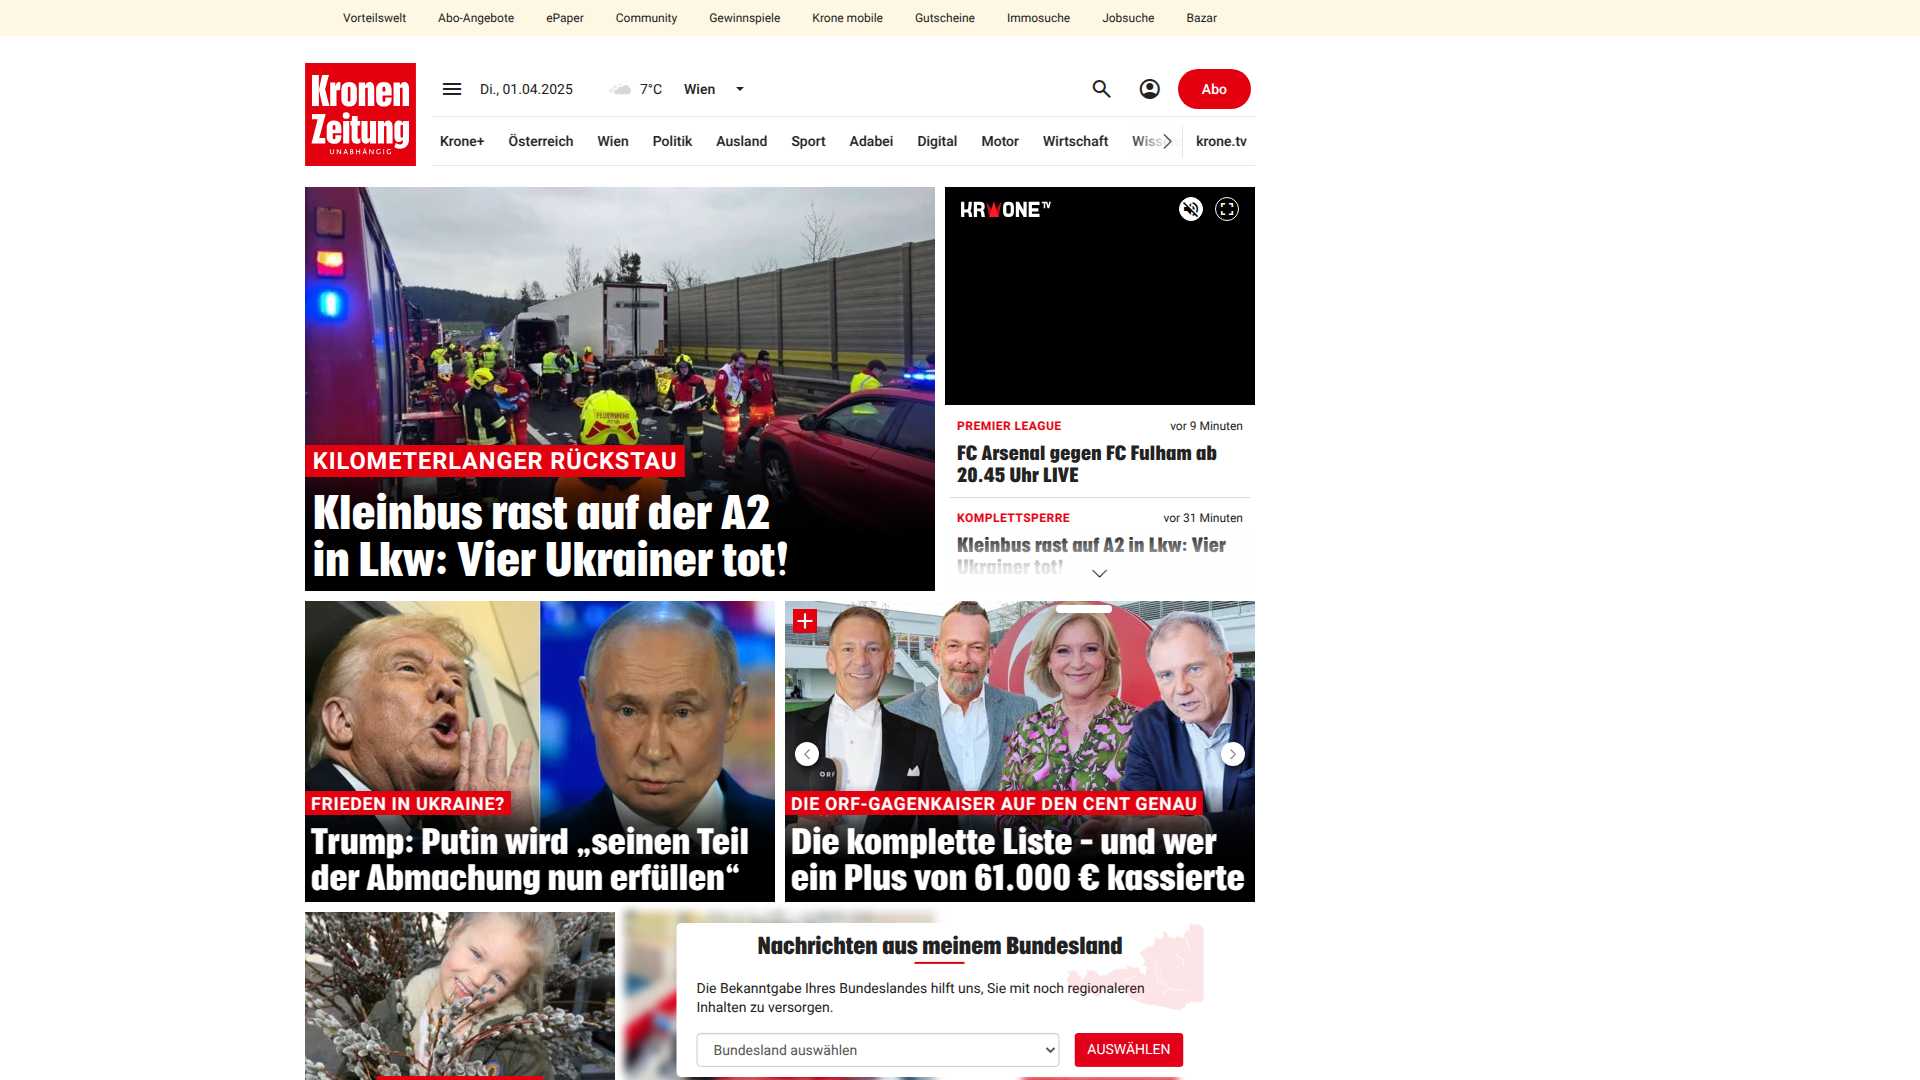 Vorteilswelt Abo-Angebote ePaper Community Gewinnspiele Krone mobile Gutscheine Immosuche Jobsuche Bazar
Kronen
Zeitung
UNABHÄNGIG
Di., 01.04.2025 7°C Wien Abo
Krone+ Österreich Wien Politik Ausland Sport Adabei Digital Motor Wirtschaft Wiss krone.tv
KILOMETERLANGER RÜCKSTAU
Kleinbus rast auf der A2
in Lkw: Vier Ukrainer tot!
FEUERWEHR
KRONE TV
PREMIER LEAGUE vor 9 Minuten
FC Arsenal gegen FC Fulham ab
20.45 Uhr LIVE
KOMPLETTSPERRE vor 31 Minuten
Kleinbus rast auf A2 in Lkw: Vier
Ukrainer tot!
FRIEDEN IN UKRAINE?
Trump: Putin wird „seinen Teil
der Abmachung nun erfüllen“
ORF
DIE ORF-GAGENKAISER AUF DEN CENT GENAU
Die komplette Liste – und wer
ein Plus von 61.000 € kassierte
Nachrichten aus meinem Bundesland
Die Bekanntgabe Ihres Bundeslandes hilft uns, Sie mit noch regionaleren
Inhalten zu versorgen.
Bundesland auswählen AUSWÄHLEN